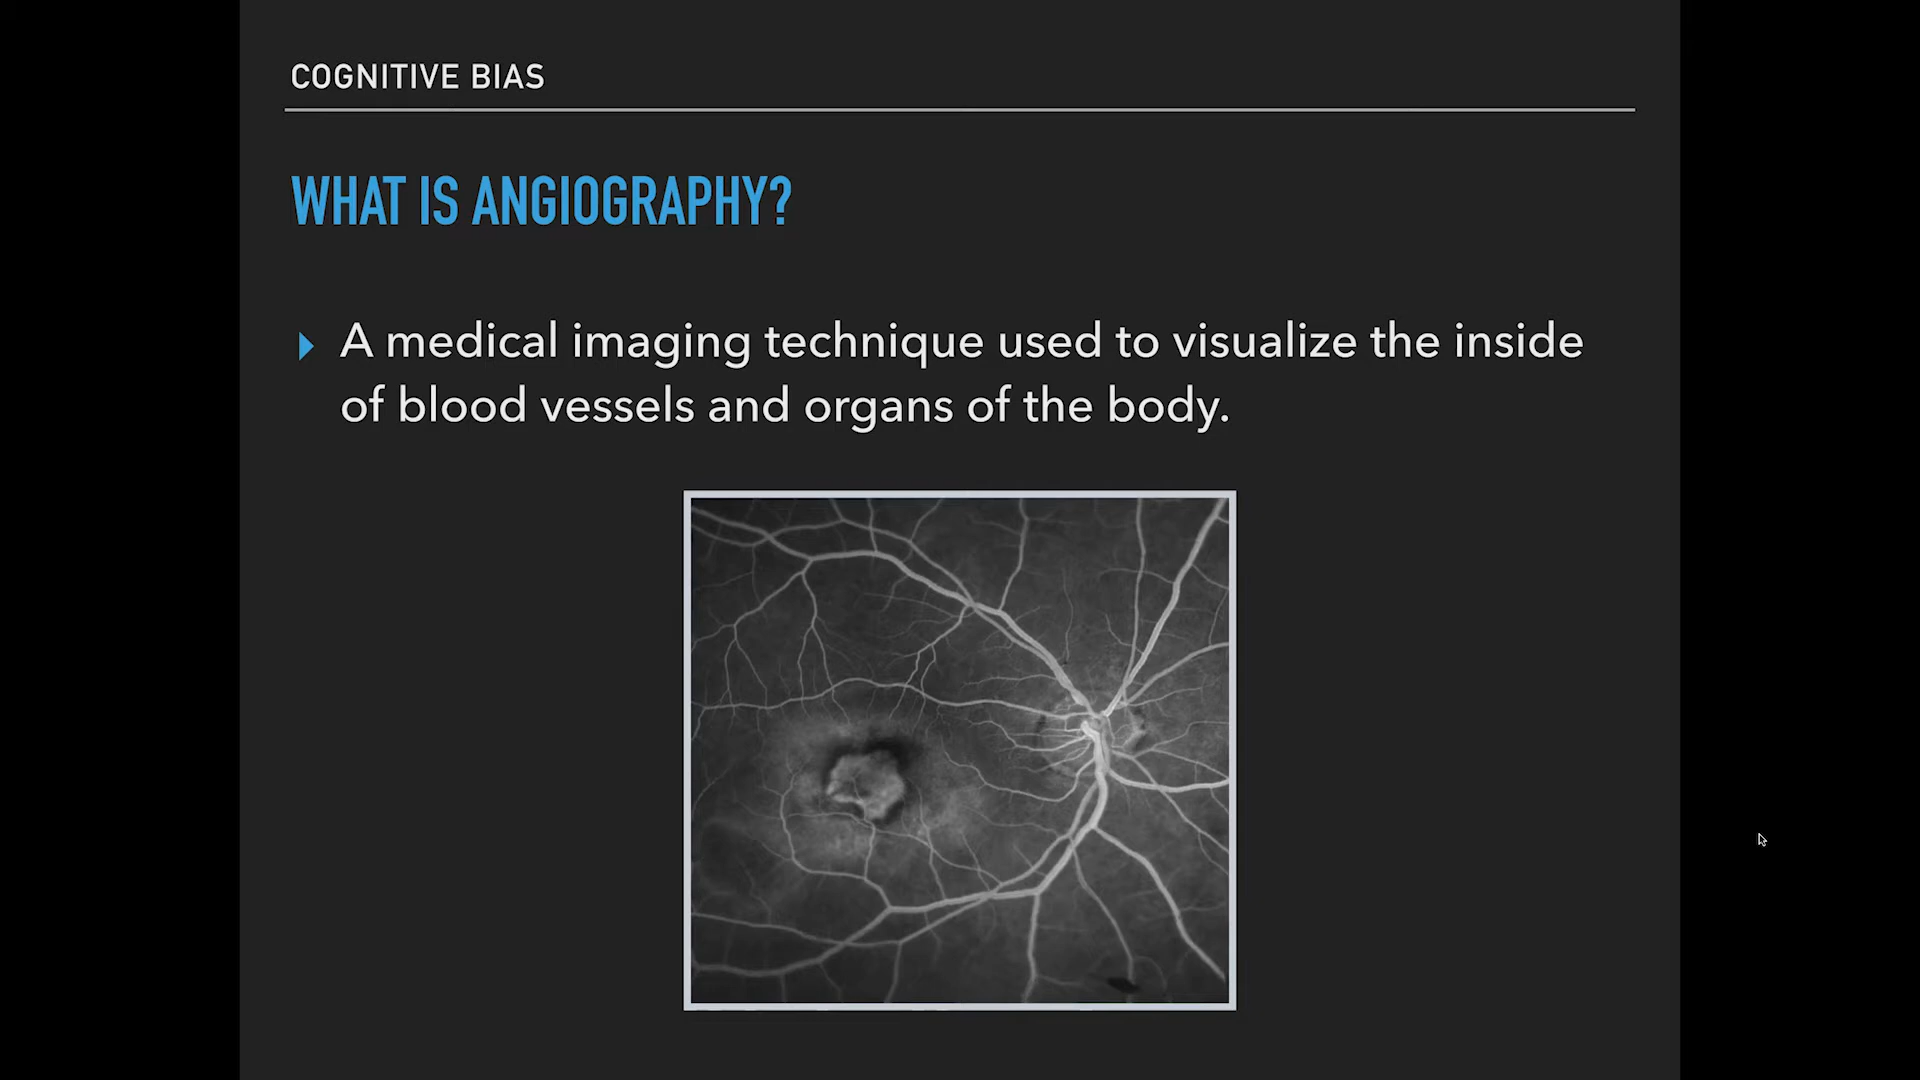 COGNITIVE BIAS
WHAT IS ANGIOGRAPHY?
A medical imaging technique used to visualize the inside
of blood vessels and organs of the body.